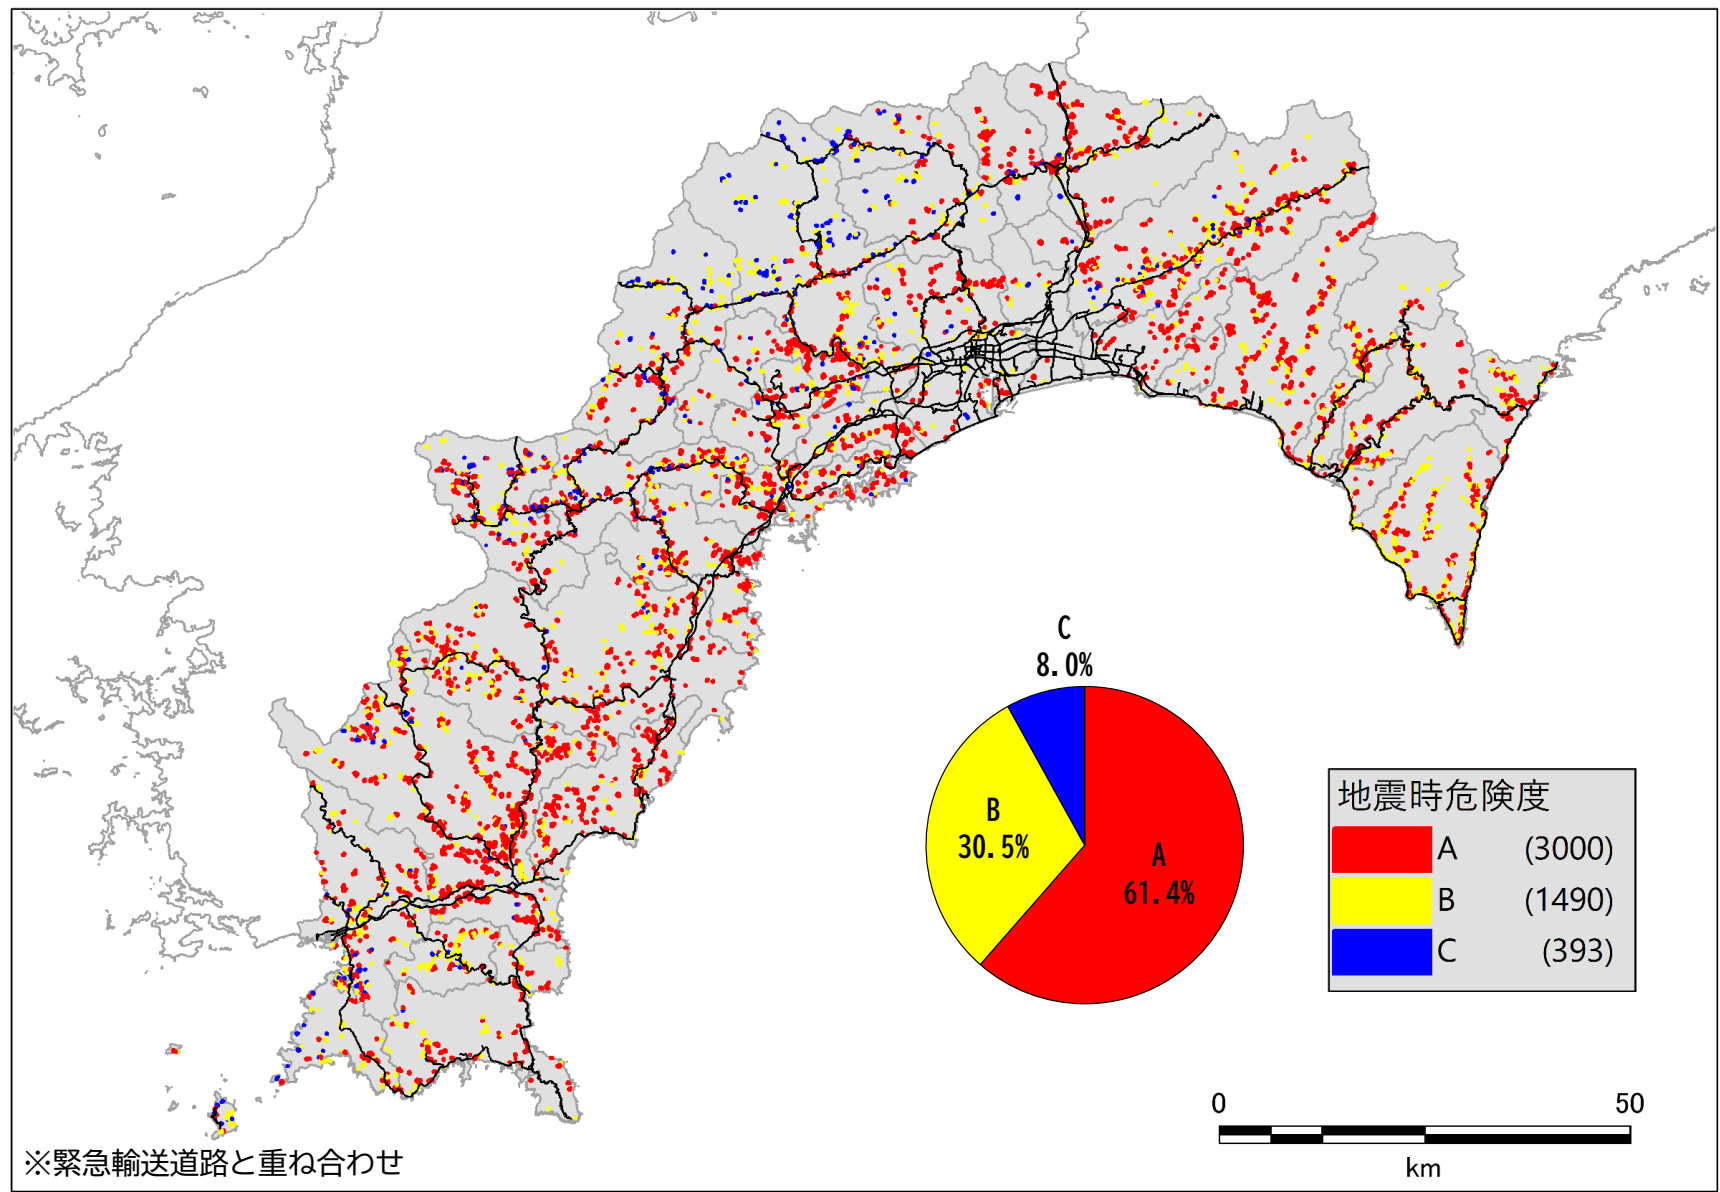 C
8.0%
B
30.5%
A
61.4%
地震時危険度
A (3000)
B (1490)
C (393)
0 50
km
※緊急輸送道路と重ね合わせ